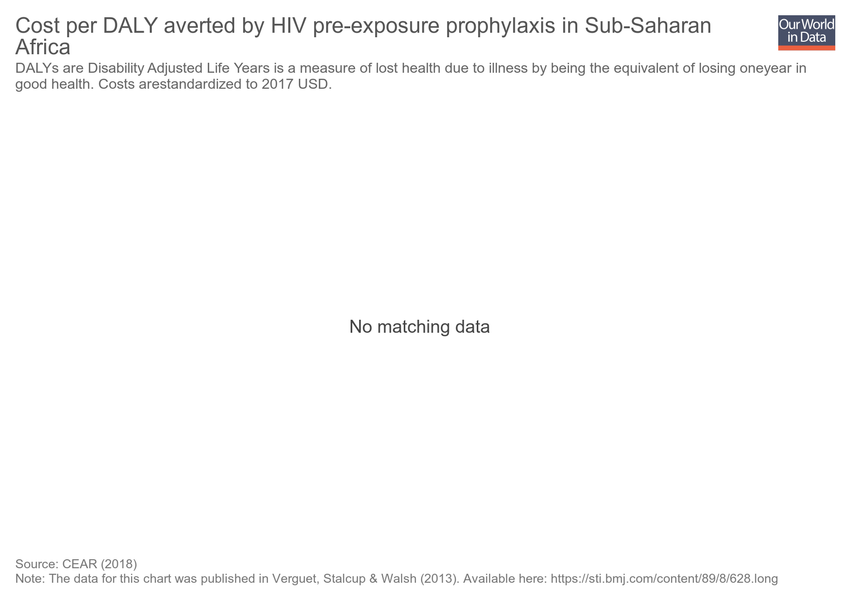 Cost per DALY averted by HIV pre-exposure prophylaxis in Sub-Saharan
Africa
Our World
in Data
DALYs are Disability Adjusted Life Years is a measure of lost health due to illness by being the equivalent of losing oneyear in
good health. Costs arestandardized to 2017 USD.
No matching data
Source: CEAR (2018)
Note: The data for this chart was published in Verguet, Stalcup & Walsh (2013). Available here: https://sti.bmj.com/content/89/8/628.long